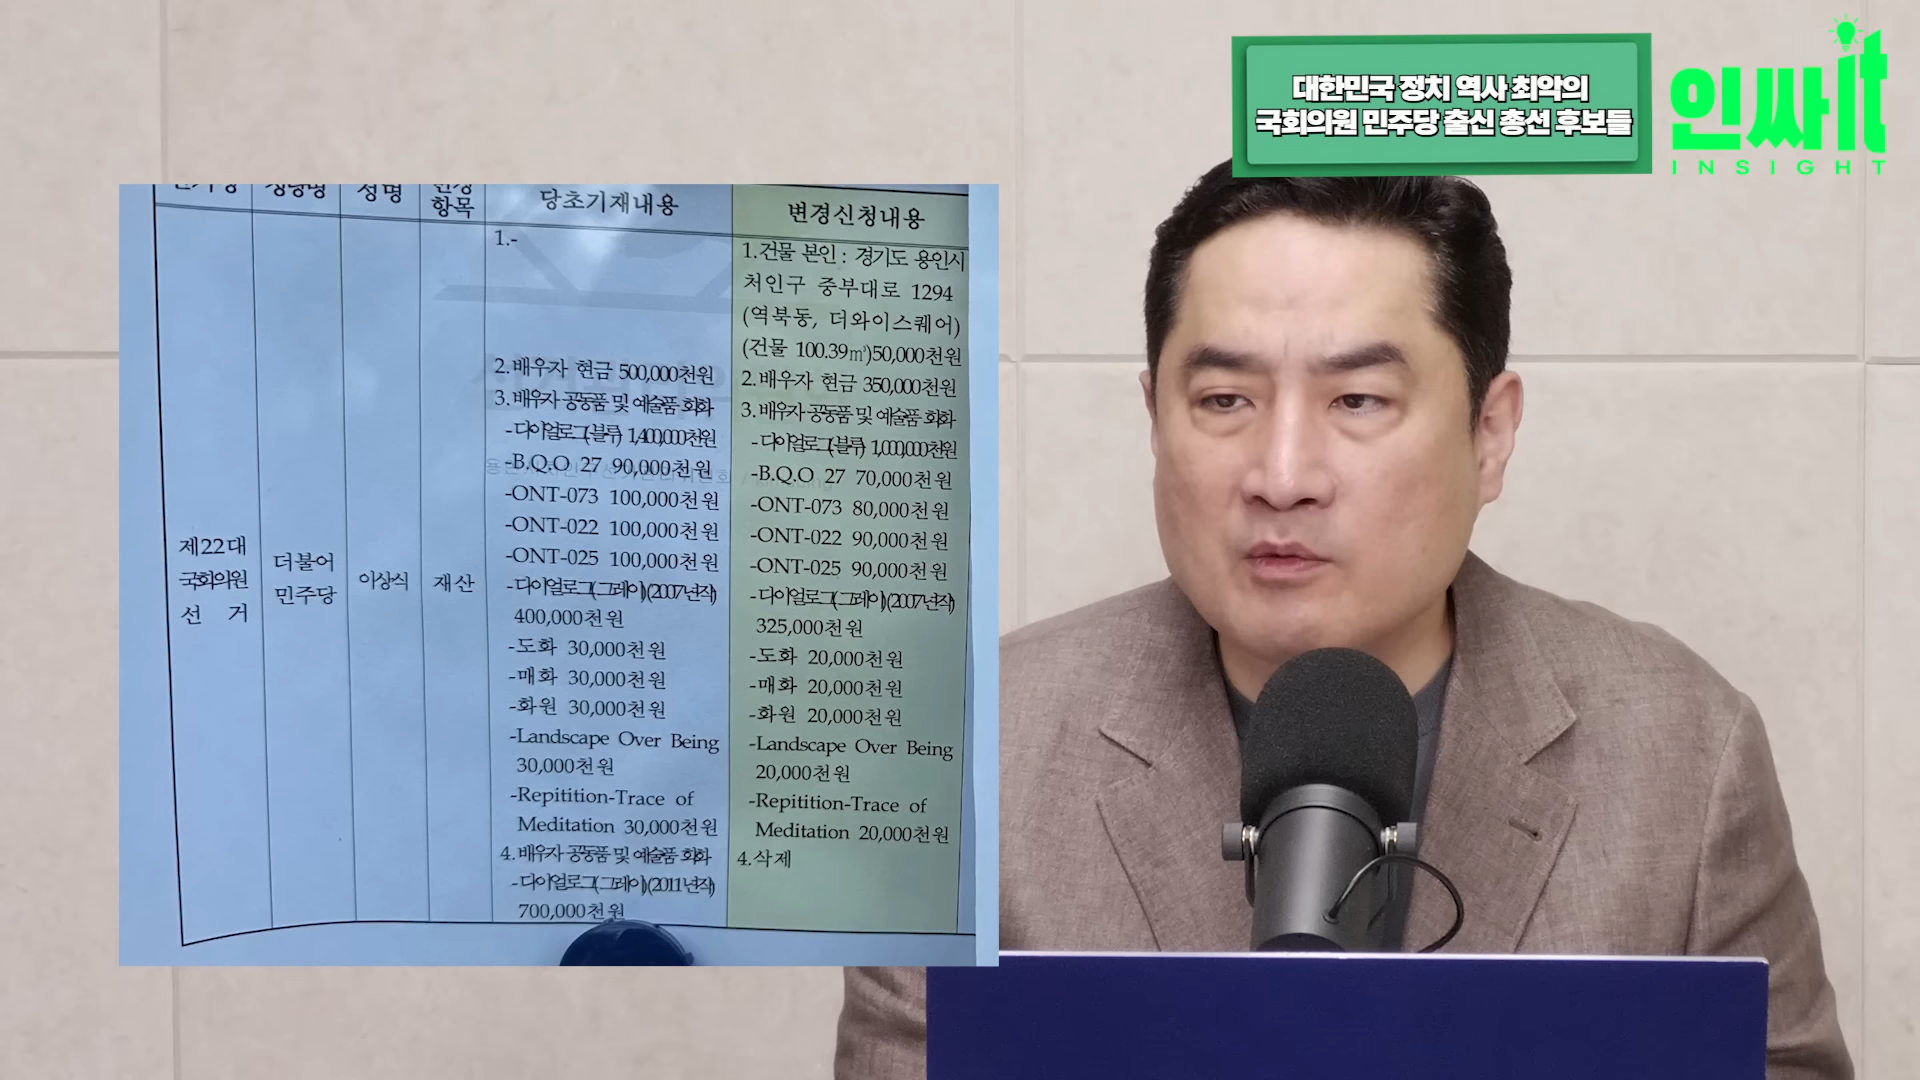 대한민국 정치 역사 최악의
국회의원 민주당 출신 총선 후보들
인싸it
INSIGHT
성명
항목
당초기재내용
변경신청내용
제22대
국회의원
선 거
더불어
민주당
이상식
재산
1.-
2.배우자 현금 500,000천원
3.배우자 공동품 및 예술품 회화
-다이얼로그(블루) 1,400,000천원
-B.Q.O 27 90,000천원
-ONT-073 100,000천원
-ONT-022 100,000천원
-ONT-025 100,000천원
-다이얼로그(그레이)(2007년작)
400,000천원
-도화 30,000천원
-매화 30,000천원
-화원 30,000천원
-Landscape Over Being
30,000천원
-Repitition-Trace of
Meditation 30,000천원
4.배우자 공동품 및 예술품 회화
-다이얼로그(그레이)(2011년작)
700,000천원
1.건물 본인 : 경기도 용인시
처인구 중부대로 1294
(역북동, 더와이스퀘어)
(건물 100.39㎡)50,000천원
2.배우자 현금 350,000천원
3.배우자 공동품 및 예술품 회화
-다이얼로그(블루) 1,000,000천원
-B.Q.O 27 70,000천원
-ONT-073 80,000천원
-ONT-022 90,000천원
-ONT-025 90,000천원
-다이얼로그(그레이)(2007년작)
325,000천원
-도화 20,000천원
-매화 20,000천원
-화원 20,000천원
-Landscape Over Being
20,000천원
-Repitition-Trace of
Meditation 20,000천원
4.삭제